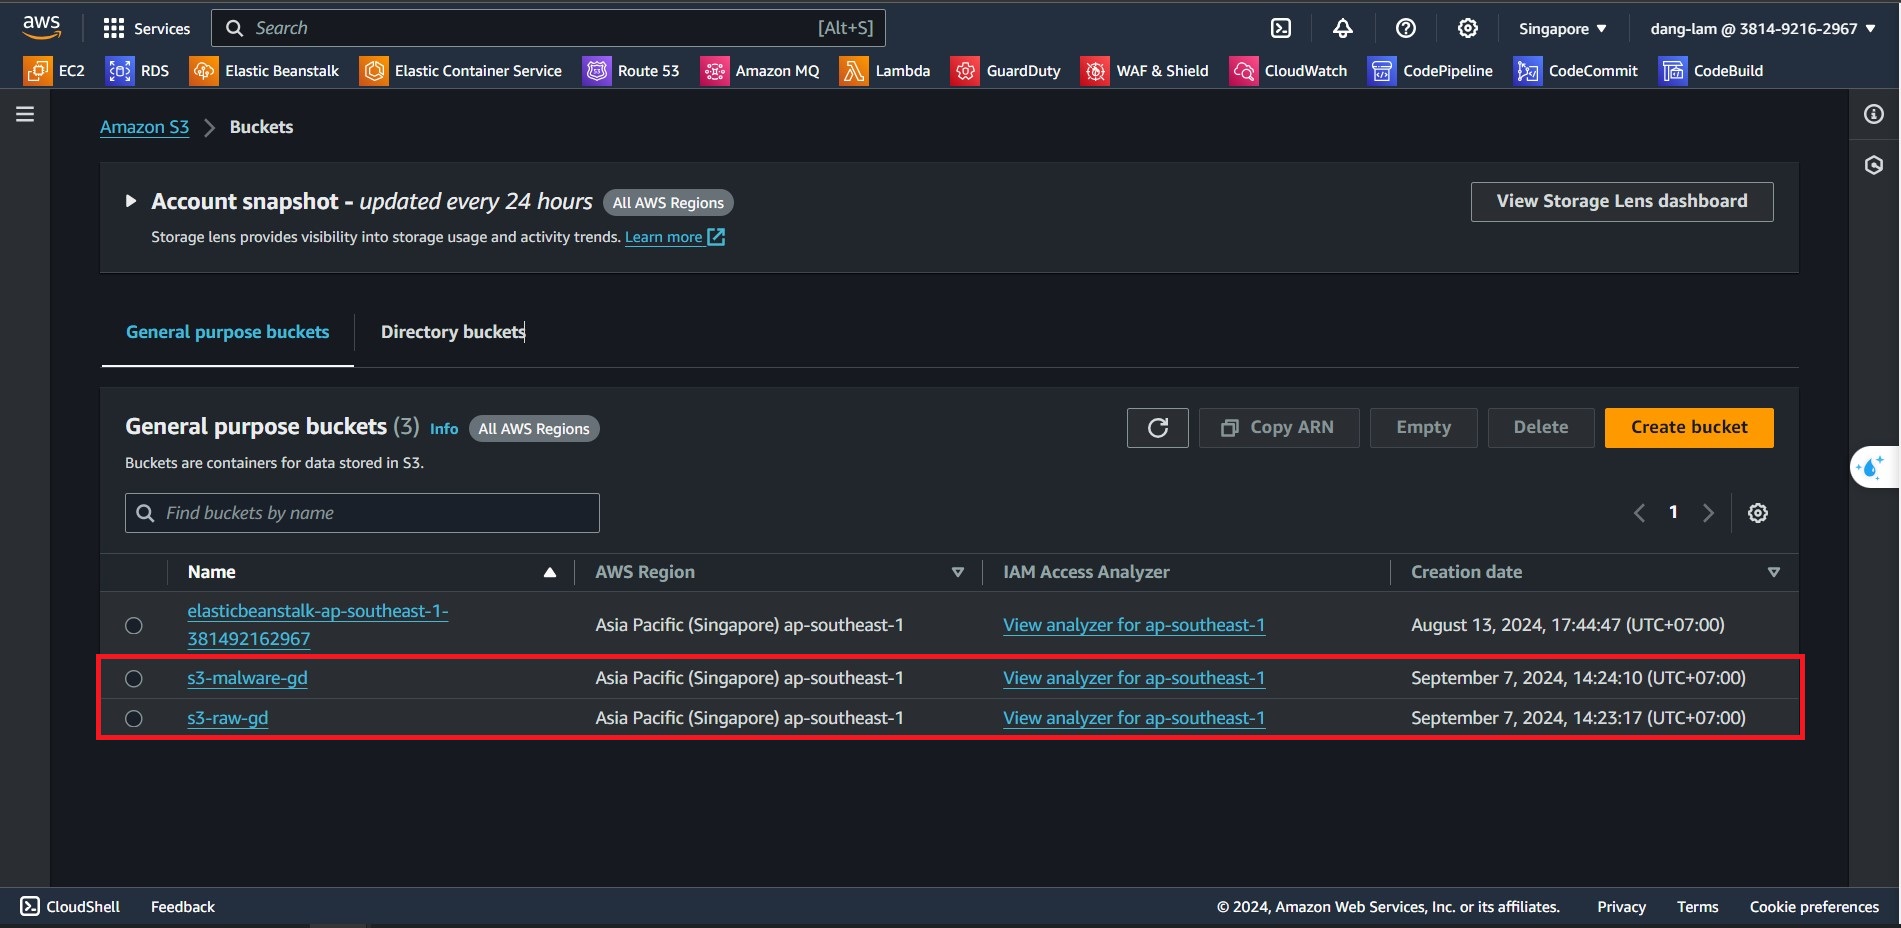 aws Services Search [Alt+S] Singapore ▼ dang-lam @ 3814-9216-2967 ▼
EC2 RDS Elastic Beanstalk Elastic Container Service Route 53 Amazon MQ Lambda GuardDuty WAF & Shield CloudWatch CodePipeline CodeCommit CodeBuild
Amazon S3 > Buckets
Account snapshot - updated every 24 hours All AWS Regions View Storage Lens dashboard
Storage lens provides visibility into storage usage and activity trends. Learn more
General purpose buckets Directory buckets
General purpose buckets (3) Info All AWS Regions Copy ARN Empty Delete Create bucket
Buckets are containers for data stored in S3.
Find buckets by name 1
Name AWS Region IAM Access Analyzer Creation date
elasticbeanstalk-ap-southeast-1-
381492162967 Asia Pacific (Singapore) ap-southeast-1 View analyzer for ap-southeast-1 August 13, 2024, 17:44:47 (UTC+07:00)
s3-malware-gd Asia Pacific (Singapore) ap-southeast-1 View analyzer for ap-southeast-1 September 7, 2024, 14:24:10 (UTC+07:00)
s3-raw-gd Asia Pacific (Singapore) ap-southeast-1 View analyzer for ap-southeast-1 September 7, 2024, 14:23:17 (UTC+07:00)
CloudShell Feedback © 2024, Amazon Web Services, Inc. or its affiliates. Privacy Terms Cookie preferences